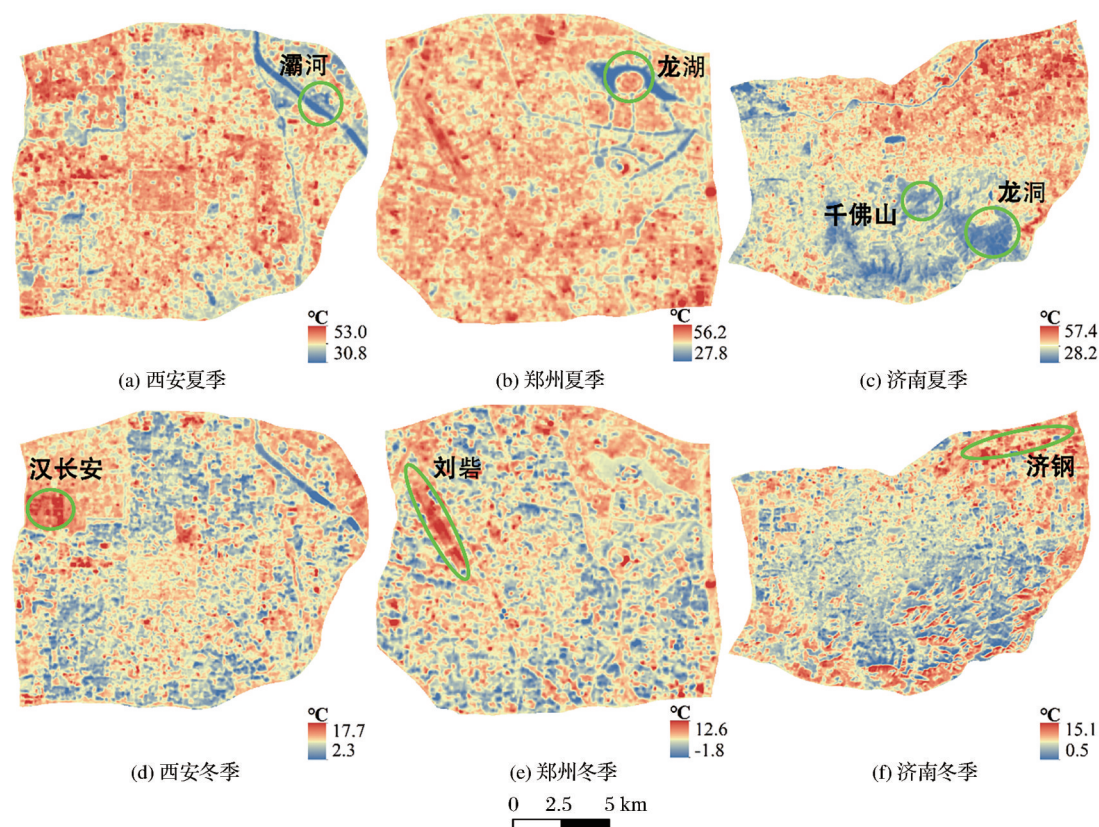 灞河
℃
53.0
30.8
(a) 西安夏季
龙湖
℃
56.2
27.8
(b) 郑州夏季
千佛山
龙洞
℃
57.4
28.2
(c) 济南夏季
汉长安
℃
17.7
2.3
(d) 西安冬季
刘砦
℃
12.6
-1.8
(e) 郑州冬季
济钢
℃
15.1
0.5
(f) 济南冬季
0 2.5 5 km